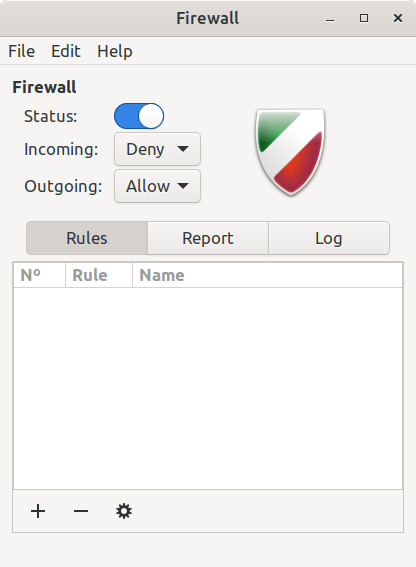 Firewall
File Edit Help
Firewall
Status:
Incoming: Deny
Outgoing: Allow
Rules Report Log
Nº Rule Name